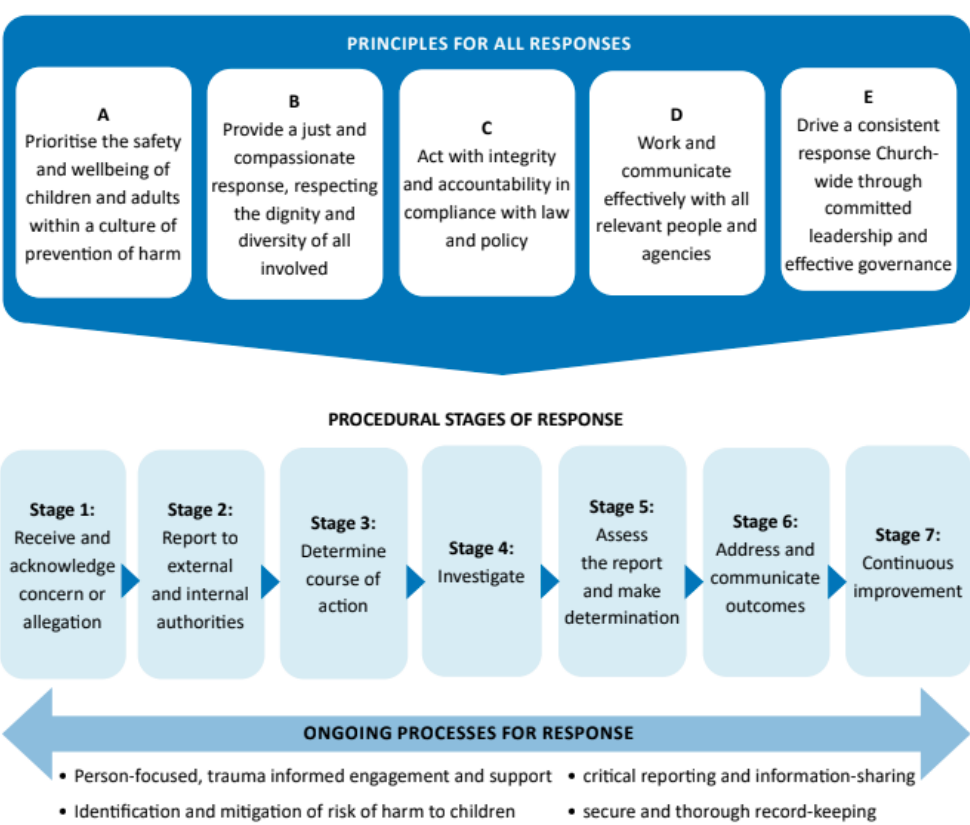 PRINCIPLES FOR ALL RESPONSES
A
Prioritise the safety
and wellbeing of
children and adults
within a culture of
prevention of harm
B
Provide a just and
compassionate
response, respecting
the dignity and
diversity of all
involved
C
Act with integrity
and accountability in
compliance with law
and policy
D
Work and
communicate
effectively with all
relevant people and
agencies
E
Drive a consistent
response Church-
wide through
committed
leadership and
effective governance
PROCEDURAL STAGES OF RESPONSE
Stage 1:
Receive and
acknowledge
concern or
allegation
Stage 2:
Report to
external
and internal
authorities
Stage 3:
Determine
course of
action
Stage 4:
Investigate
Stage 5:
Assess
the report
and make
determination
Stage 6:
Address and
communicate
outcomes
Stage 7:
Continuous
improvement
ONGOING PROCESSES FOR RESPONSE
• Person-focused, trauma informed engagement and support
• Identification and mitigation of risk of harm to children
• critical reporting and information-sharing
• secure and thorough record-keeping